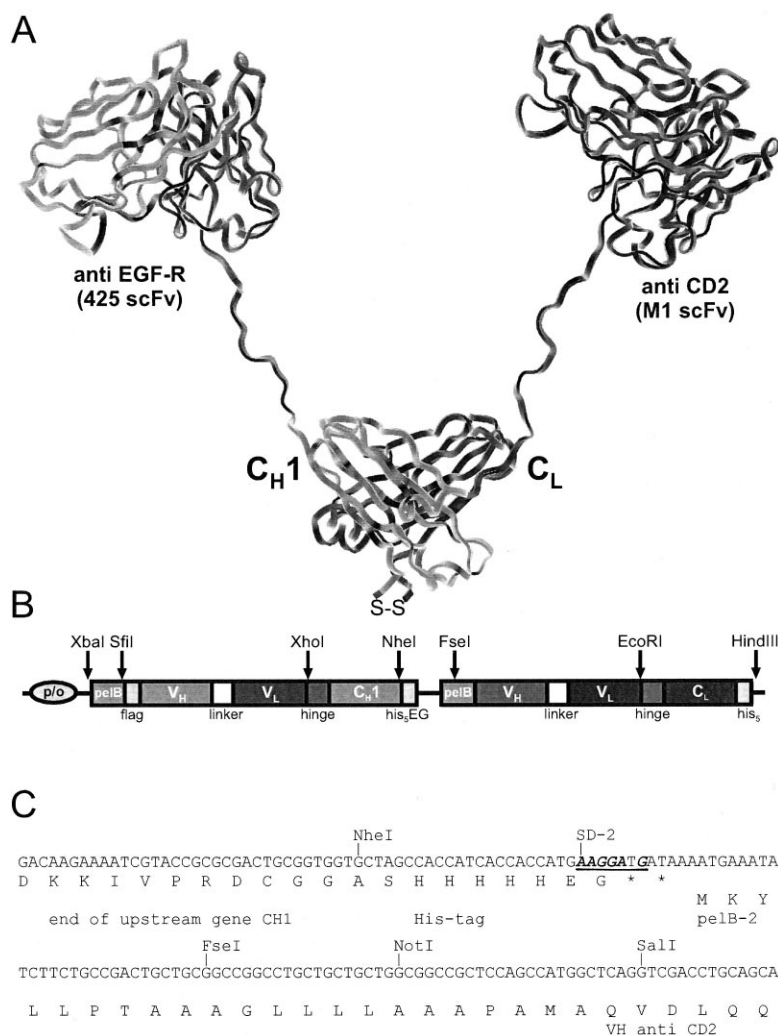 A
anti EGF-R
(425 scFv)
anti CD2
(M1 scFv)
CH1
CL
S-S
B
XbaI SfiI XhoI NheI FseI EcoRI HindIII
p/o pelB VH VL CH1 pelB VH VL CL
flag linker hinge his5EG linker hinge his5
C
NheI SD-2
GACAAGAAAATCGTACCGCGCGACTGCGGTGGTGCTAGCCACCATCACCACCATGAAGGATGATAAAATGAAATA
D K K I V P R D C G G A S H H H H H E G * *
M K Y
end of upstream gene CH1 His-tag pelB-2
FseI NotI SalI
TCTTCTGCCGACTGCTGCGGCCGGCCTGCTGCTGCTGGCGGCCGCTCCAGCCATGGCTCAGGTCGACCTGCAGCA
L L P T A A A G L L L L A A A P A M A Q V D L Q Q
VH anti CD2